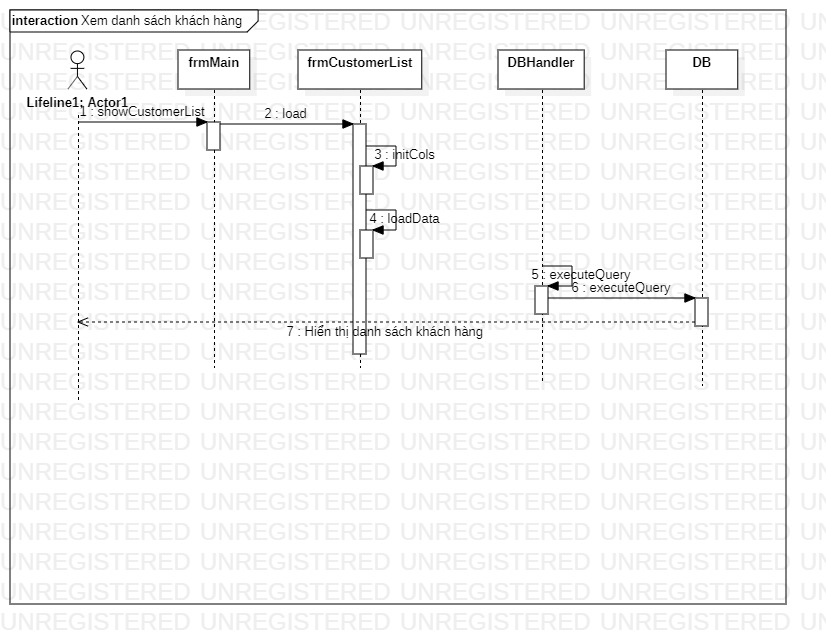 interaction Xem danh sách khách hàng
frmMain
frmCustomerList
DBHandler
DB
Lifeline1: Actor1
1 : showCustomerList
2 : load
3 : initCols
4 : loadData
5 : executeQuery
6 : executeQuery
7 : Hiển thị danh sách khách hàng
UNREGISTERED